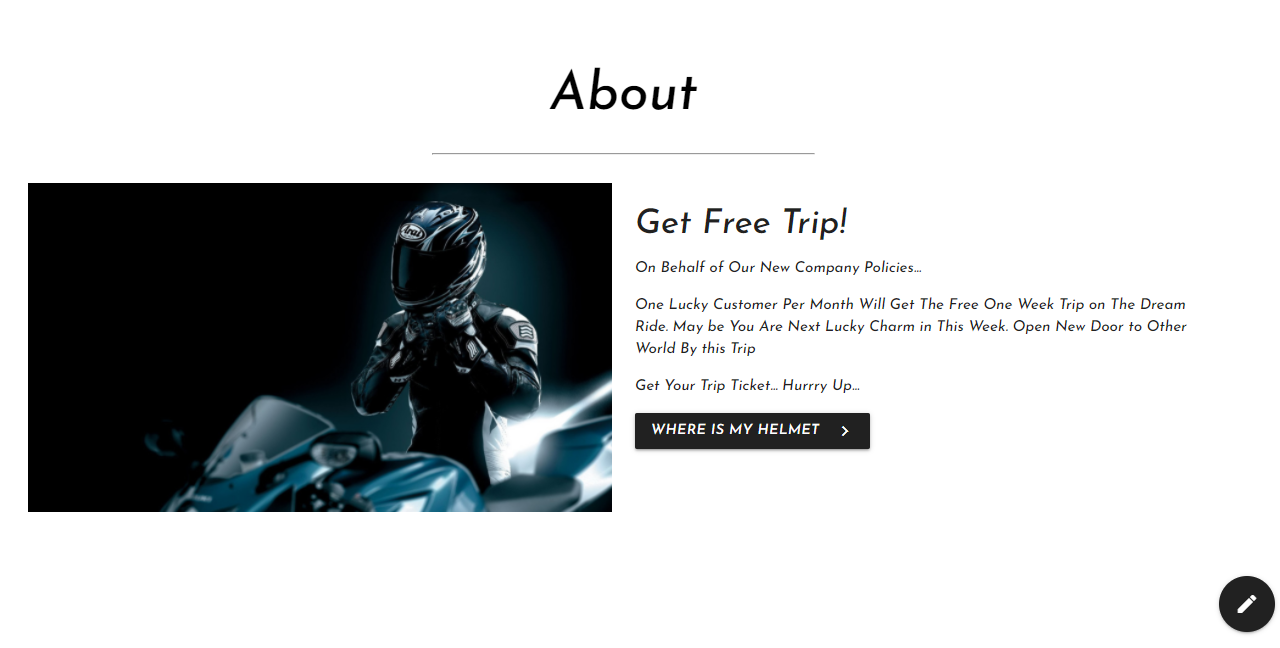 About
Arai
Get Free Trip!
On Behalf of Our New Company Policies...
One Lucky Customer Per Month Will Get The Free One Week Trip on The Dream
Ride. May be You Are Next Lucky Charm in This Week. Open New Door to Other
World By this Trip
Get Your Trip Ticket... Hurrry Up...
WHERE IS MY HELMET